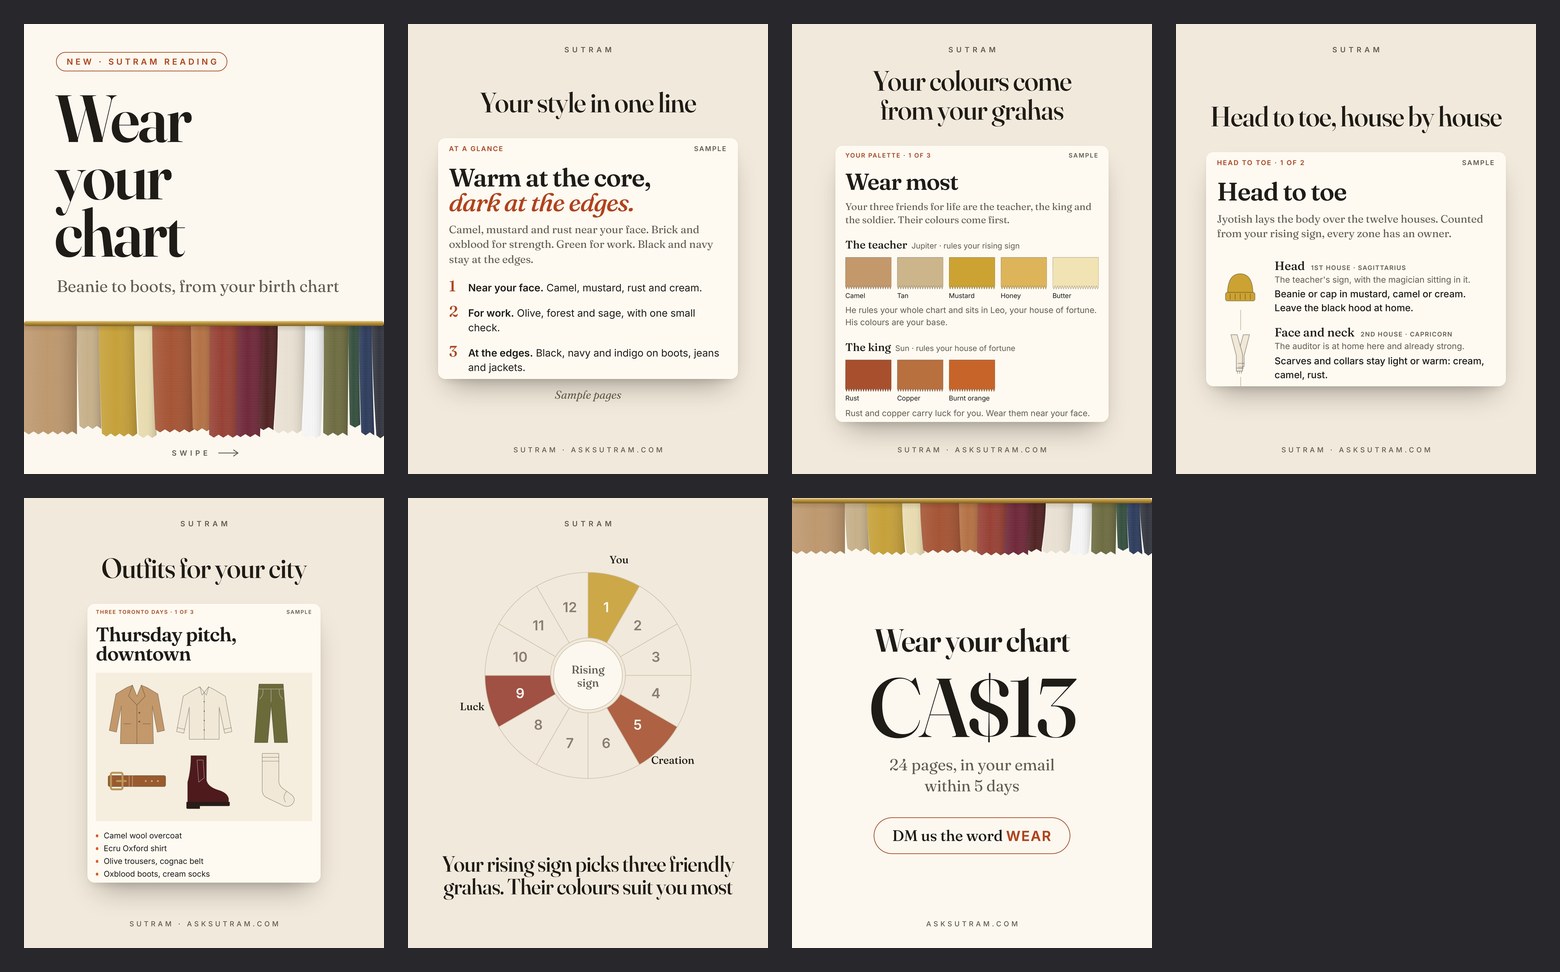 NEW · SUTRAM READING
Wear
your
chart
Beanie to boots, from your birth chart
SWIPE
SUTRAM
Your style in one line
AT A GLANCE
SAMPLE
Warm at the core,
dark at the edges.
Camel, mustard and rust near your face. Brick and
oxblood for strength. Green for work. Black and navy
stay at the edges.
1 Near your face. Camel, mustard, rust and cream.
2 For work. Olive, forest and sage, with one small
check.
3 At the edges. Black, navy and indigo on boots, jeans
and jackets.
Sample pages
SUTRAM · ASKSUTRAM.COM
SUTRAM
Your colours come
from your grahas
YOUR PALETTE · 1 OF 3
SAMPLE
Wear most
Your three friends for life are the teacher, the king and
the soldier. Their colours come first.
The teacher Jupiter · rules your rising sign
Camel Tan Mustard Honey Butter
He rules your whole chart and sits in Leo, your house of fortune.
His colours are your base.
The king Sun · rules your house of fortune
Rust Copper Burnt orange
Rust and copper carry luck for you. Wear them near your face.
SUTRAM · ASKSUTRAM.COM
SUTRAM
Head to toe, house by house
HEAD TO TOE · 1 OF 2
SAMPLE
Head to toe
Jyotish lays the body over the twelve houses. Counted
from your rising sign, every zone has an owner.
Head 1ST HOUSE · SAGITTARIUS
The teacher's sign, with the magician sitting in it.
Beanie or cap in mustard, camel or cream.
Leave the black hood at home.
Face and neck 2ND HOUSE · CAPRICORN
The auditor is at home here and already strong.
Scarves and collars stay light or warm: cream,
camel, rust.
SUTRAM · ASKSUTRAM.COM
SUTRAM
Outfits for your city
THREE TORONTO DAYS · 1 OF 3
SAMPLE
Thursday pitch,
downtown
Camel wool overcoat
Ecru Oxford shirt
Olive trousers, cognac belt
Oxblood boots, cream socks
SUTRAM · ASKSUTRAM.COM
SUTRAM
You
1
2
3
4
5
6
7
8
9
10
11
12
Rising
sign
Luck
Creation
Your rising sign picks three friendly
grahas. Their colours suit you most
Wear your chart
CA$13
24 pages, in your email
within 5 days
DM us the word WEAR
ASKSUTRAM.COM